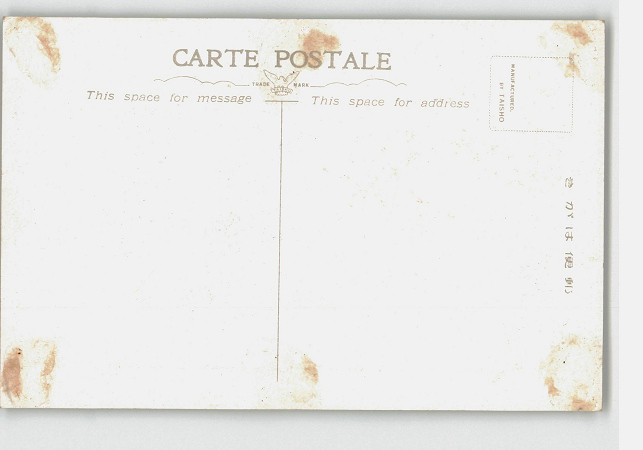 CARTE POSTALE
TRADE MARK
This space for message
This space for address
MANUFACTURED.
BY TAISHO
きがは便郵